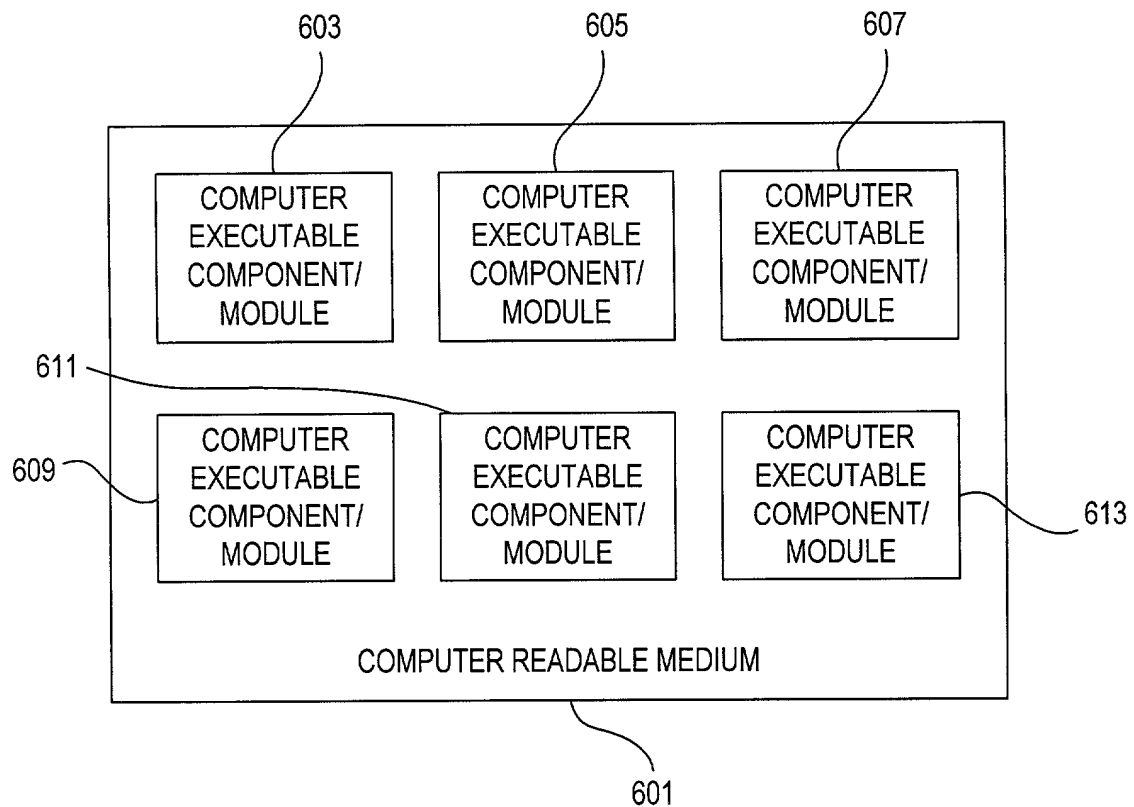 603
605
607
COMPUTER
EXECUTABLE
COMPONENT/
MODULE
COMPUTER
EXECUTABLE
COMPONENT/
MODULE
COMPUTER
EXECUTABLE
COMPONENT/
MODULE
611
609
COMPUTER
EXECUTABLE
COMPONENT/
MODULE
COMPUTER
EXECUTABLE
COMPONENT/
MODULE
COMPUTER
EXECUTABLE
COMPONENT/
MODULE
613
COMPUTER READABLE MEDIUM
601